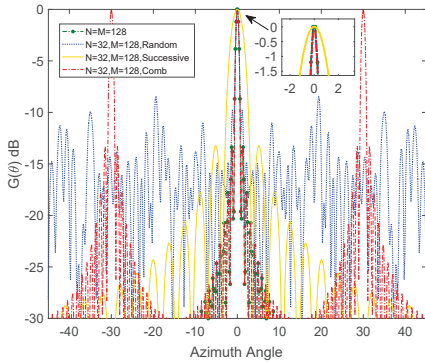 N=M=128
N=32,M=128,Random
N=32,M=128,Successive
N=32,M=128,Comb
0
-5
-10
-15
-20
-25
-30
G(θ) dB
0
-0.5
-1
-1.5
-2 0 2
-40 -30 -20 -10 0 10 20 30 40
Azimuth Angle